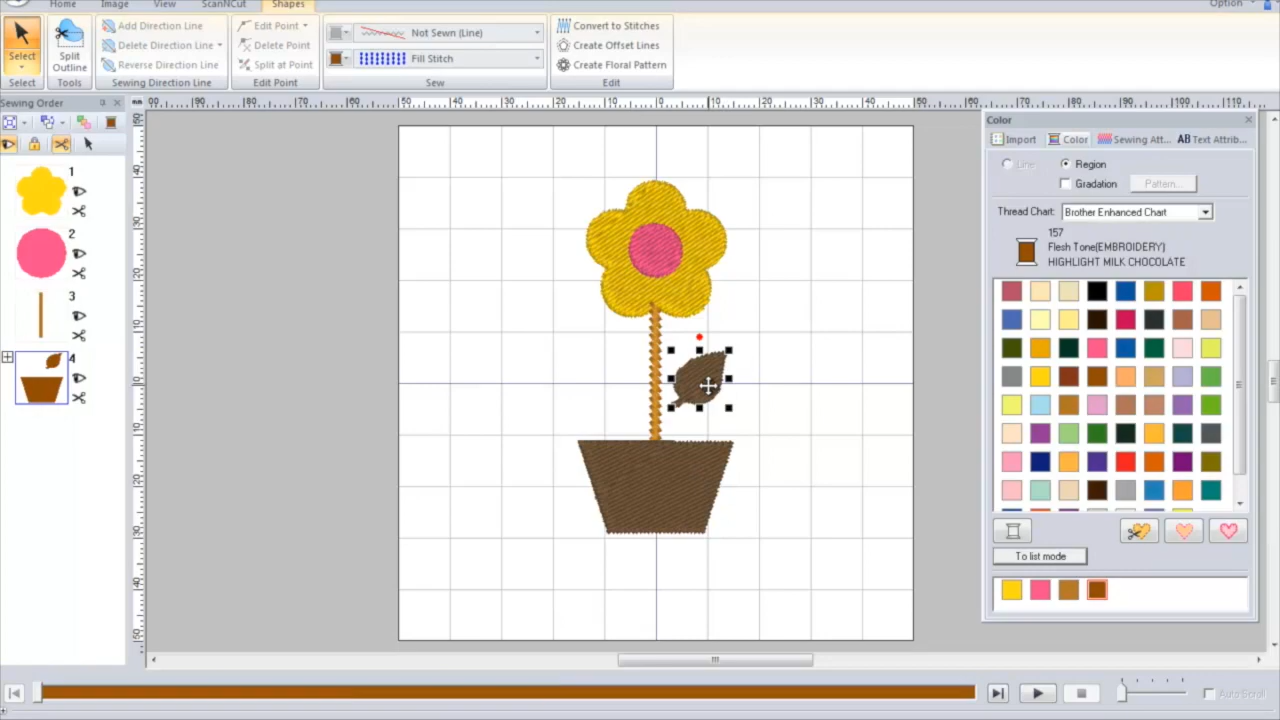 Home Image View ScanNCut Shapes Option
Select
Split Outline
Add Direction Line
Delete Direction Line
Reverse Direction Line
Edit Point
Delete Point
Split at Point
Not Sewn (Line)
Fill Stitch
Convert to Stitches
Create Offset Lines
Create Floral Pattern
Select Tools Sewing Direction Line Edit Point Sew Edit
Sewing Order
mm
1
2
3
4
Color
Import Color Sewing Att... Text Attrib...
Line Region
Gradation Pattern...
Thread Chart: Brother Enhanced Chart
157
Flesh Tone(EMBROIDERY)
HIGHLIGHT MILK CHOCOLATE
To list mode
Auto Scroll